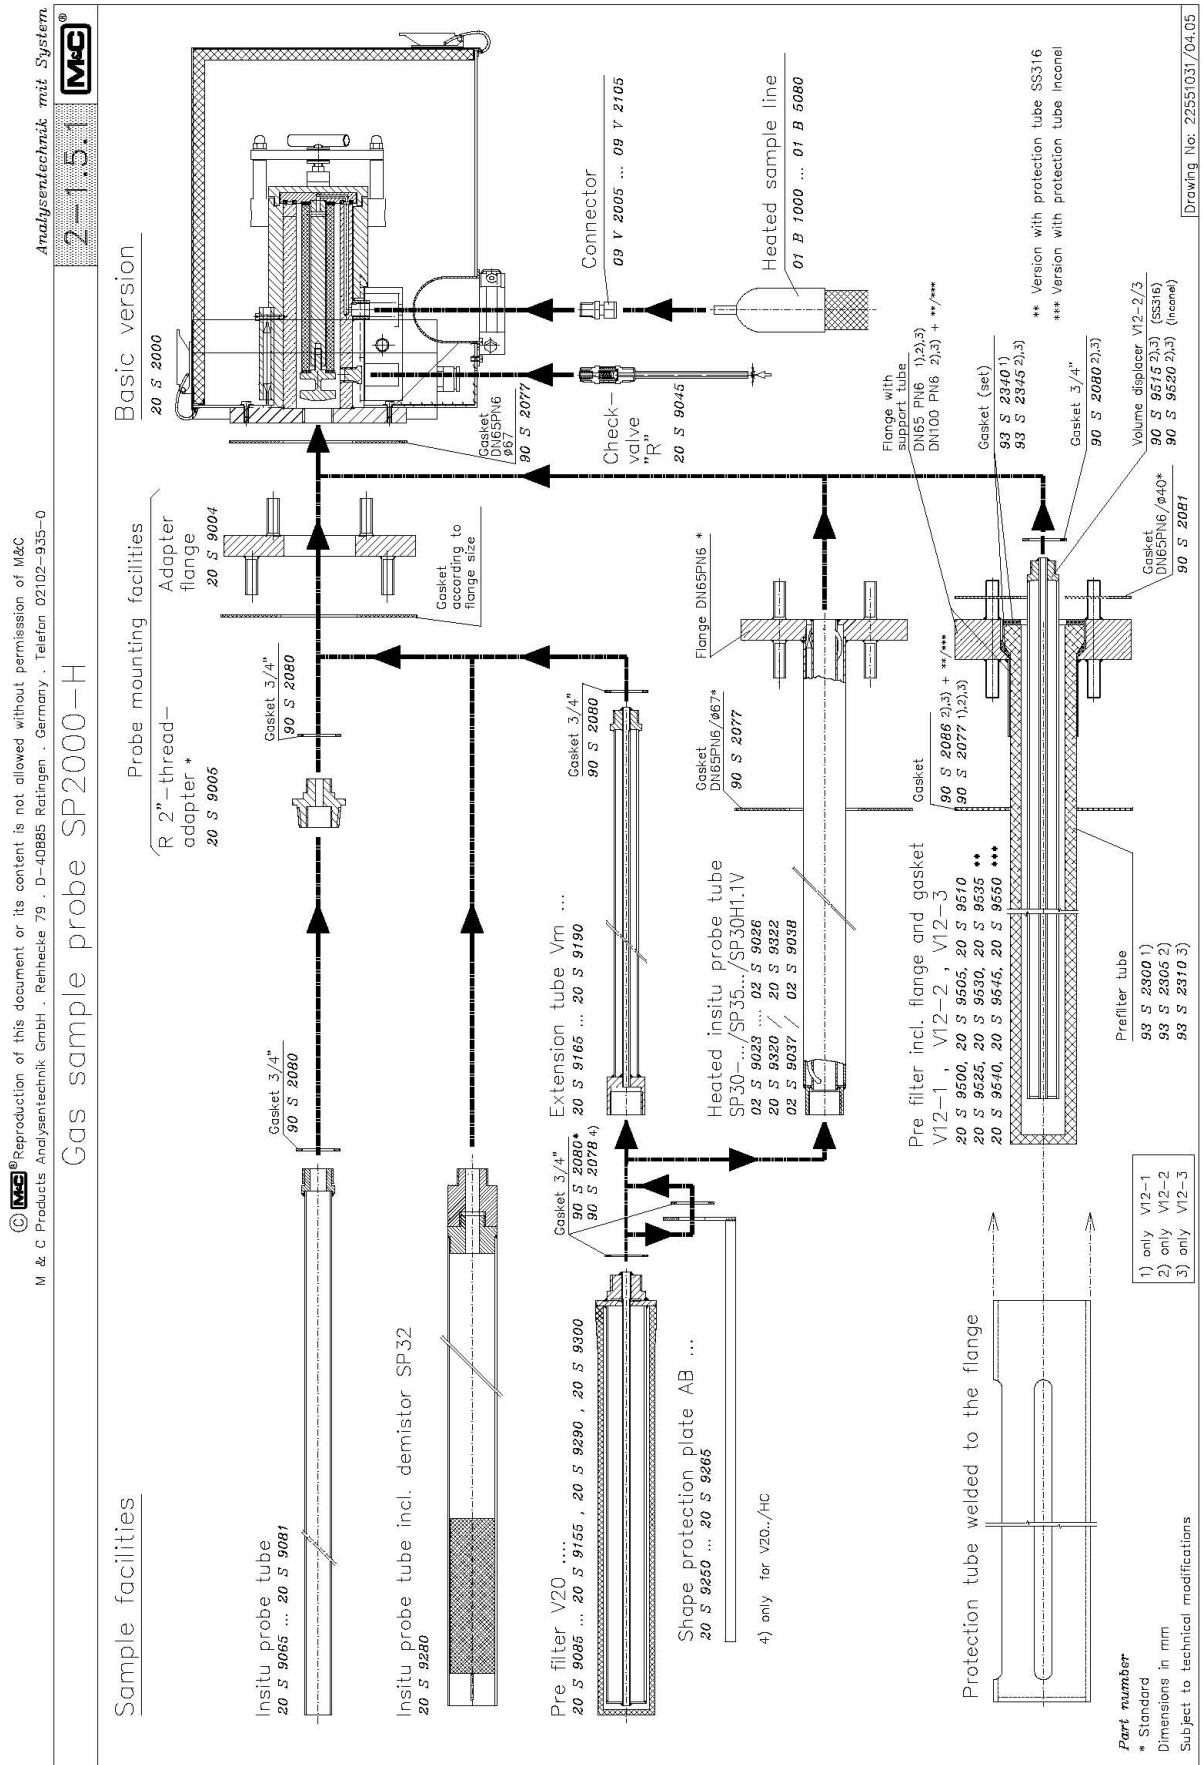 Ⓒ M&C ® Reproduction of this document or its content is not allowed without permisssion of M&C
M & C Products Analysentechnik GmbH . Rehhecke 79 . D-40885 Ratingen . Germany . Telefon 02102-935-0
Gas sample probe SP2000-H
Analysentechnik mit System
2-1.5.1
M&C ®
Sample facilities
Probe mounting facilities
Basic version
20 S 2000
R 2"-thread-
adapter *
20 S 9005
Adapter
flange
20 S 9004
Insitu probe tube
20 S 9065 ... 20 S 9081
Gasket 3/4"
90 S 2080
Gasket 3/4"
90 S 2080
Gasket
according to
flange size
Gasket
DN65PN6
ø67
90 S 2077
Insitu probe tube incl. demistor SP32
20 S 9280
Check-
valve
"R"
20 S 9045
Connector
09 V 2005 ... 09 V 2105
Heated sample line
01 B 1000 ... 01 B 5080
Pre filter V20 ....
20 S 9085 ... 20 S 9155 , 20 S 9290 , 20 S 9300
Gasket 3/4"
90 S 2080*
90 S 2078 4)
Extension tube Vm ...
20 S 9165 ... 20 S 9190
Gasket 3/4"
90 S 2080
Shape protection plate AB ...
20 S 9250 ... 20 S 9265
4) only for V20../HC
Heated insitu probe tube
SP30-.../SP35.../SP30H1.1V
02 S 9023 .... 02 S 9026
20 S 9320 / 20 S 9322
02 S 9037 / 02 S 9038
Gasket
DN65PN6/ø67*
90 S 2077
Flange DN65PN6 *
Pre filter incl. flange and gasket
V12-1 , V12-2 , V12-3
20 S 9500, 20 S 9505, 20 S 9510
20 S 9525, 20 S 9530, 20 S 9535 **
20 S 9540, 20 S 9545, 20 S 9550 ***
Gasket
90 S 2086 2),3) + **/***
90 S 2077 1),2),3)
Flange with
support tube
DN65 PN6 1),2),3)
DN100 PN6 2),3) + **/***
Gasket (set)
93 S 2340 1)
93 S 2345 2),3)
Gasket 3/4"
90 S 2080 2),3)
Volume displacer V12-2/3
90 S 9515 2),3) (SS316)
90 S 9520 2),3) (Inconel)
Gasket
DN65PN6/ø40*
90 S 2081
** Version with protection tube SS316
*** Version with protection tube Inconel
Prefilter tube
93 S 2300 1)
93 S 2305 2)
93 S 2310 3)
Protection tube welded to the flange
1) only V12-1
2) only V12-2
3) only V12-3
Part number
* Standard
Dimensions in mm
Subject to technical modifications
Drawing No: 22551031/04.05